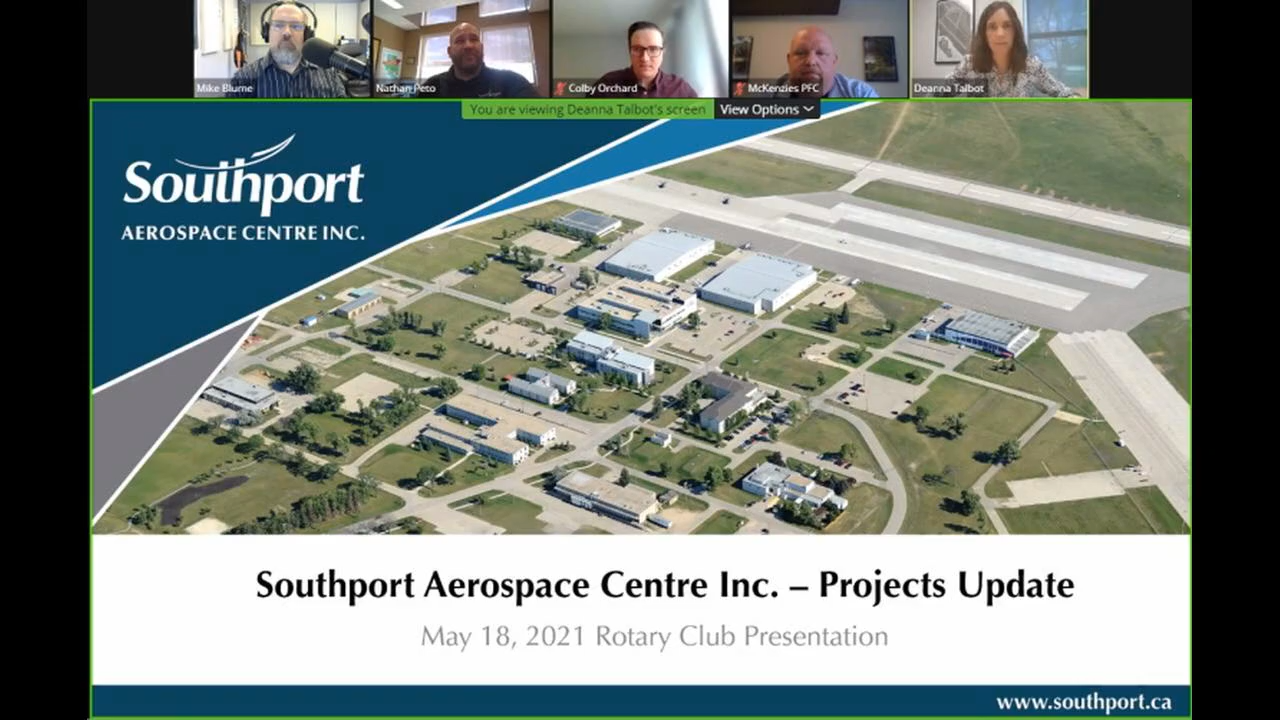 Mike Blume
Nathan Peto
Colby Orchard
McKenzies PFC
Deanna Talbot
You are viewing Deanna Talbot's screen
View Options
Southport
AEROSPACE CENTRE INC.
Southport Aerospace Centre Inc. – Projects Update
May 18, 2021 Rotary Club Presentation
www.southport.ca